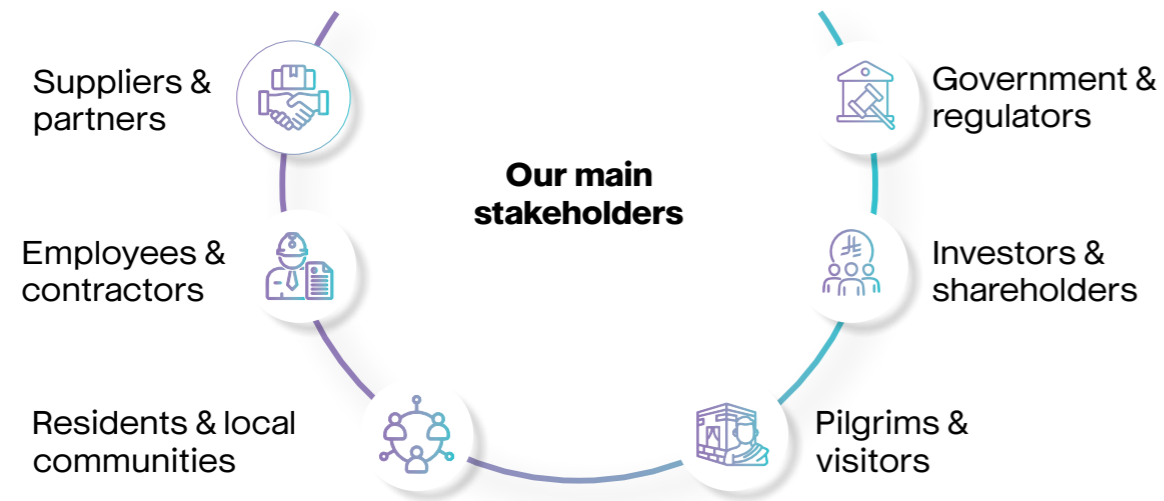 Our main
stakeholders
Suppliers &
partners
Employees &
contractors
Residents & local
communities
Government &
regulators
Investors &
shareholders
Pilgrims &
visitors